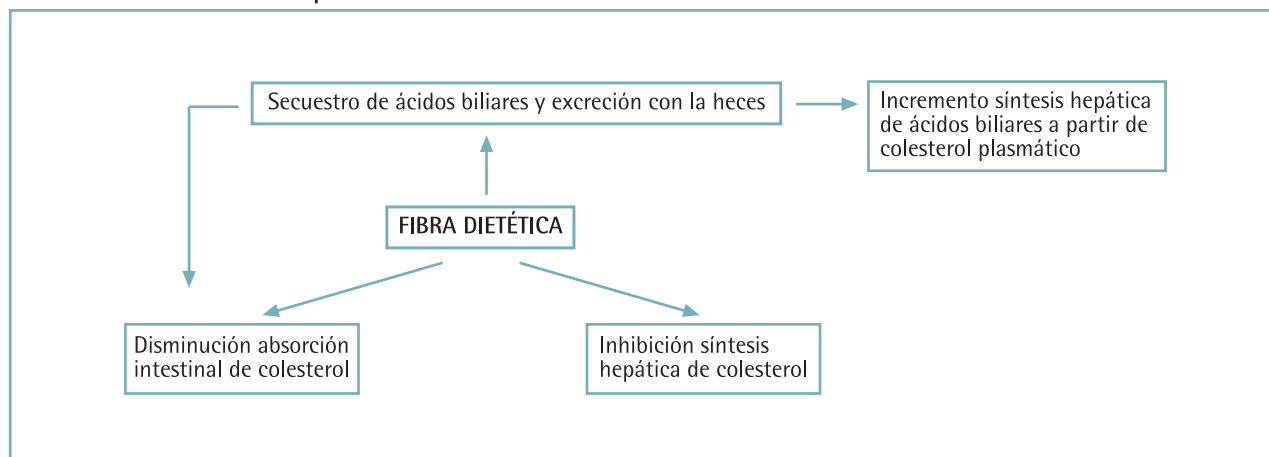 Secuestro de ácidos biliares y excreción con la heces
Incremento síntesis hepática
de ácidos biliares a partir de
colesterol plasmático
FIBRA DIETÉTICA
Disminución absorción
intestinal de colesterol
Inhibición síntesis
hepática de colesterol